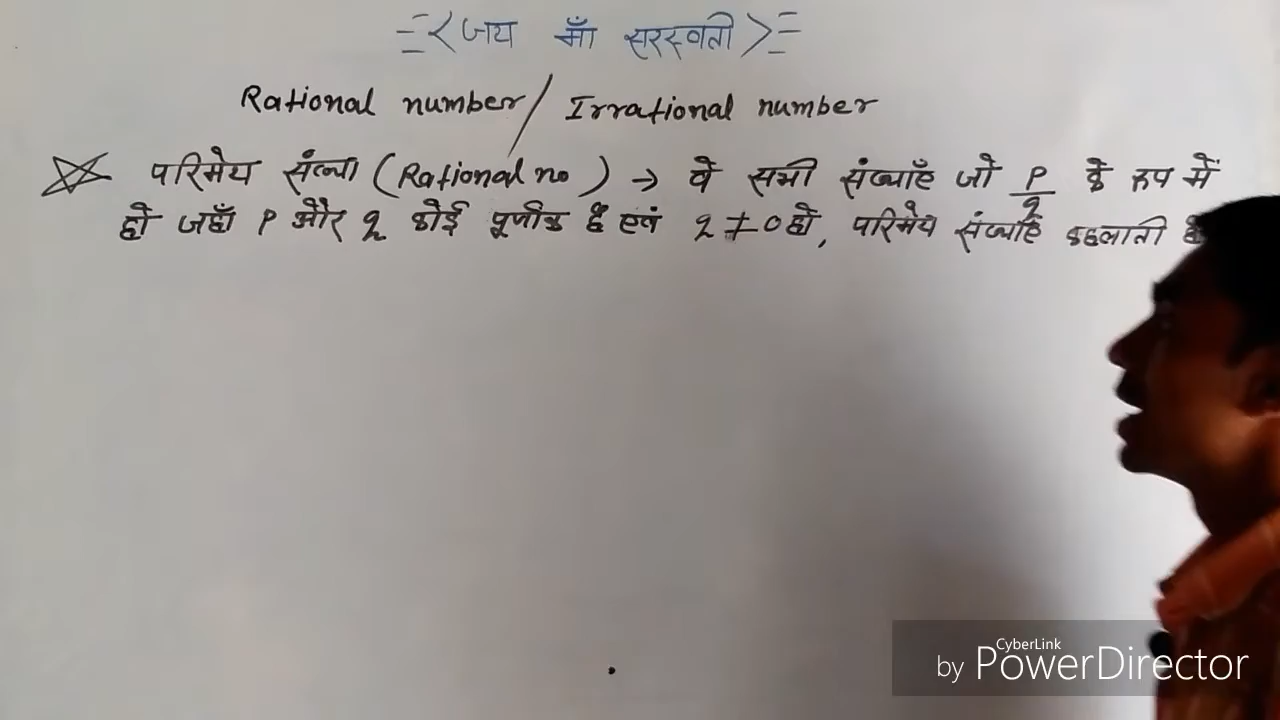 जय माँ सरस्वती
Rational number / Irrational number
परिमेय संख्या (Rational no) → वे सभी संख्याएँ जो P/q के रूप में
हो जहाँ P और q कोई पूर्णांक हैं एवं q ≠ 0 हो, परिमेय संख्याएँ कहलाती है
CyberLink
by PowerDirector